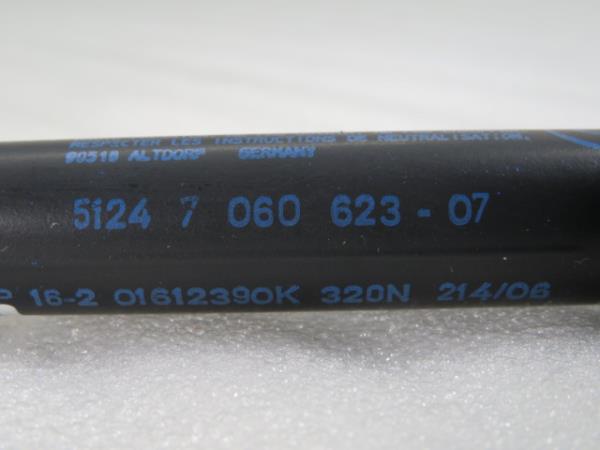 RESPECTER LES INSTRUCTIONS DE NEUTRALISATION.
90518 ALTDORF GERMANY
5124 7 060 623 - 07
P 16-2 01612390K 320N 214/06